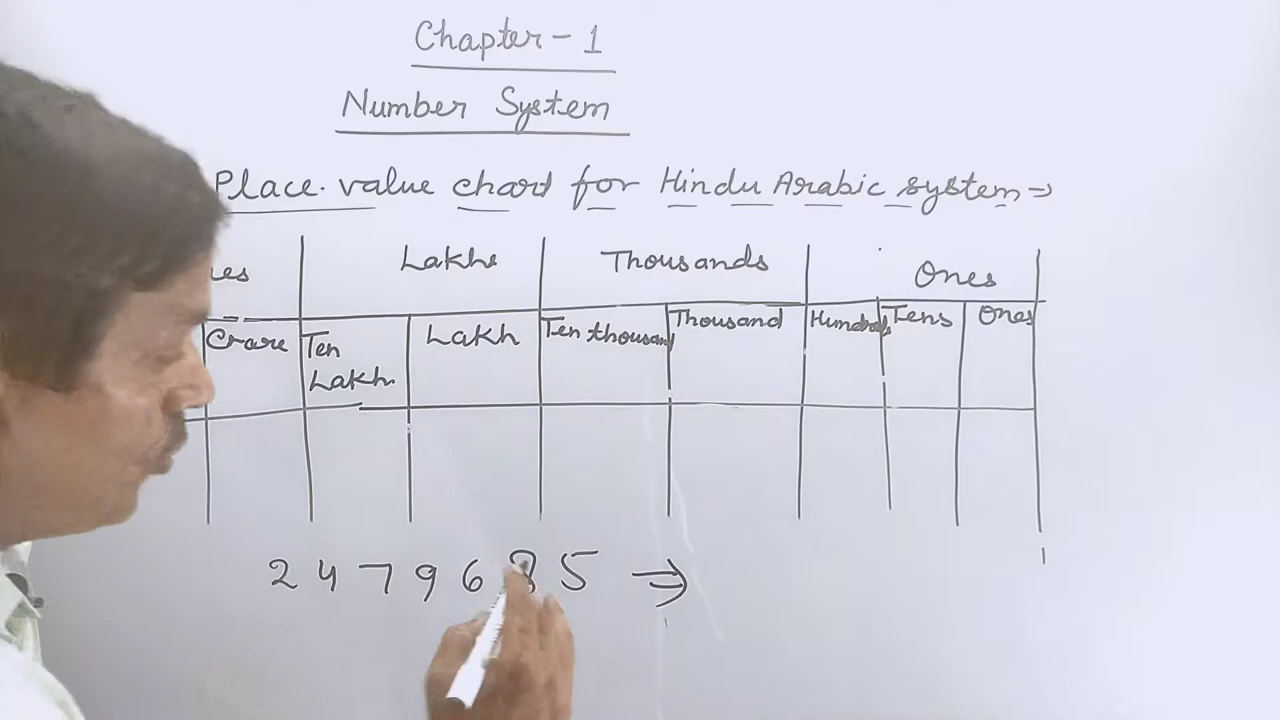 Chapter - 1
Number System
Place value chart for Hindu Arabic system →
Lakhs Thousands Ones
Crore Ten Lakh. Lakh Ten thousand Thousand Hundreds Tens Ones
2 4 7 9 6 8 5 ⇒